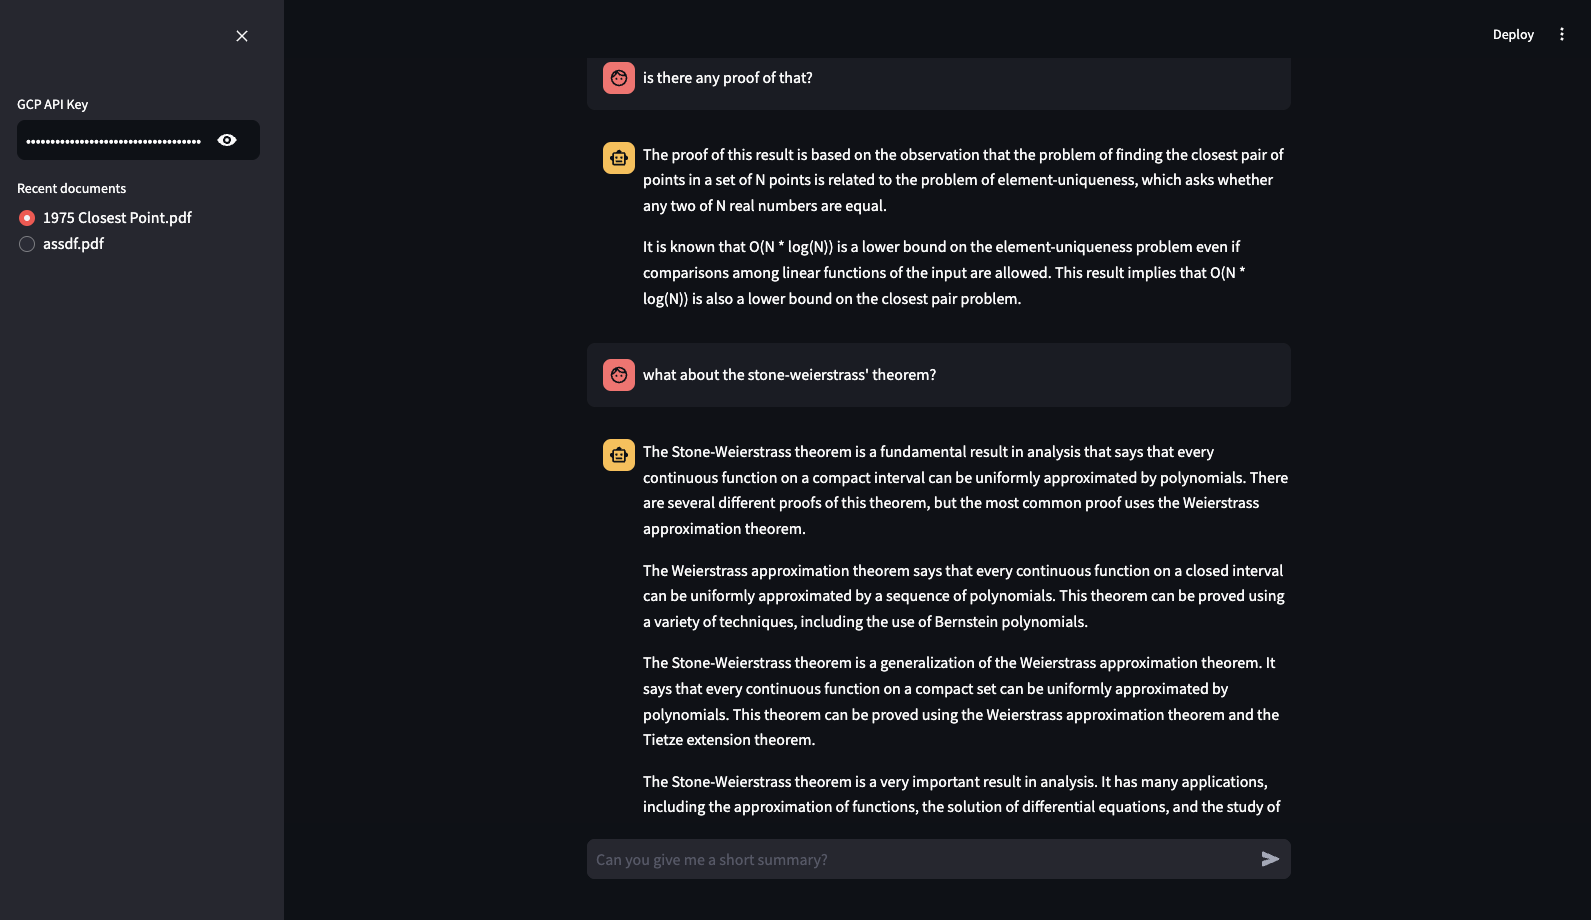 GCP API Key
••••••••••••••••••••••••••••••••••••
Recent documents
1975 Closest Point.pdf
assdf.pdf
Deploy
is there any proof of that?
The proof of this result is based on the observation that the problem of finding the closest pair of
points in a set of N points is related to the problem of element-uniqueness, which asks whether
any two of N real numbers are equal.
It is known that O(N * log(N)) is a lower bound on the element-uniqueness problem even if
comparisons among linear functions of the input are allowed. This result implies that O(N *
log(N)) is also a lower bound on the closest pair problem.
what about the stone-weierstrass' theorem?
The Stone-Weierstrass theorem is a fundamental result in analysis that says that every
continuous function on a compact interval can be uniformly approximated by polynomials. There
are several different proofs of this theorem, but the most common proof uses the Weierstrass
approximation theorem.
The Weierstrass approximation theorem says that every continuous function on a closed interval
can be uniformly approximated by a sequence of polynomials. This theorem can be proved using
a variety of techniques, including the use of Bernstein polynomials.
The Stone-Weierstrass theorem is a generalization of the Weierstrass approximation theorem. It
says that every continuous function on a compact set can be uniformly approximated by
polynomials. This theorem can be proved using the Weierstrass approximation theorem and the
Tietze extension theorem.
The Stone-Weierstrass theorem is a very important result in analysis. It has many applications,
including the approximation of functions, the solution of differential equations, and the study of
Can you give me a short summary?